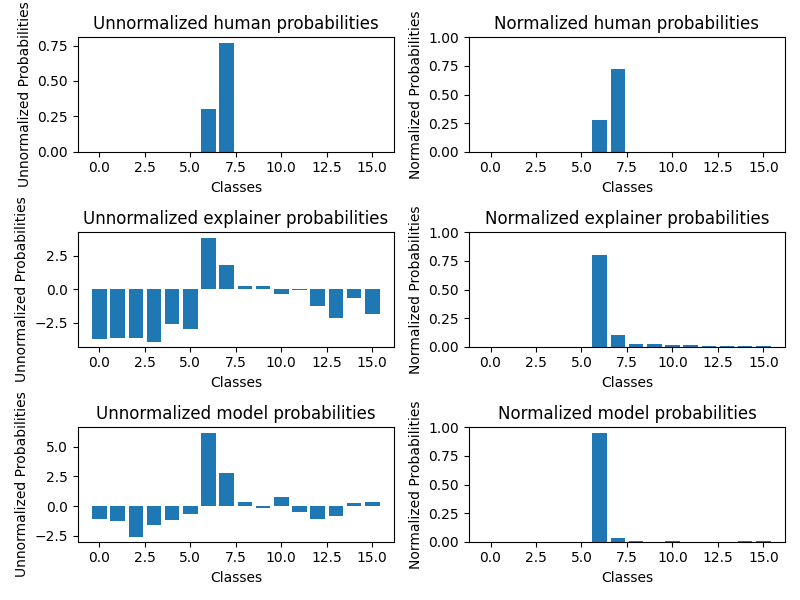 Unnormalized human probabilities
Unnormalized Probabilities
0.75
0.50
0.25
0.00
0.0 2.5 5.0 7.5 10.0 12.5 15.0
Classes
Normalized human probabilities
Normalized Probabilities
1.00
0.75
0.50
0.25
0.00
0.0 2.5 5.0 7.5 10.0 12.5 15.0
Classes
Unnormalized explainer probabilities
Unnormalized Probabilities
2.5
0.0
−2.5
0.0 2.5 5.0 7.5 10.0 12.5 15.0
Classes
Normalized explainer probabilities
Normalized Probabilities
1.00
0.75
0.50
0.25
0.00
0.0 2.5 5.0 7.5 10.0 12.5 15.0
Classes
Unnormalized model probabilities
Unnormalized Probabilities
5.0
2.5
0.0
−2.5
0.0 2.5 5.0 7.5 10.0 12.5 15.0
Classes
Normalized model probabilities
Normalized Probabilities
1.00
0.75
0.50
0.25
0.00
0.0 2.5 5.0 7.5 10.0 12.5 15.0
Classes